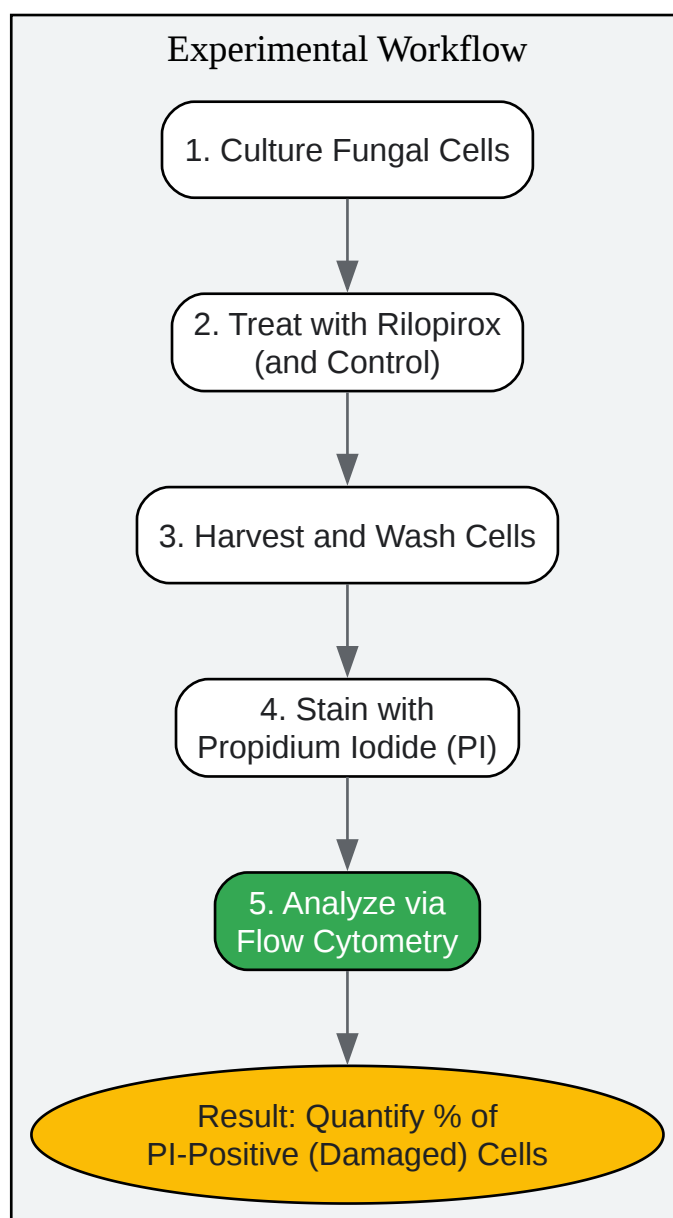 Experimental Workflow
1. Culture Fungal Cells
2. Treat with Rilopirox
(and Control)
3. Harvest and Wash Cells
4. Stain with
Propidium Iodide (PI)
5. Analyze via
Flow Cytometry
Result: Quantify % of
PI-Positive (Damaged) Cells